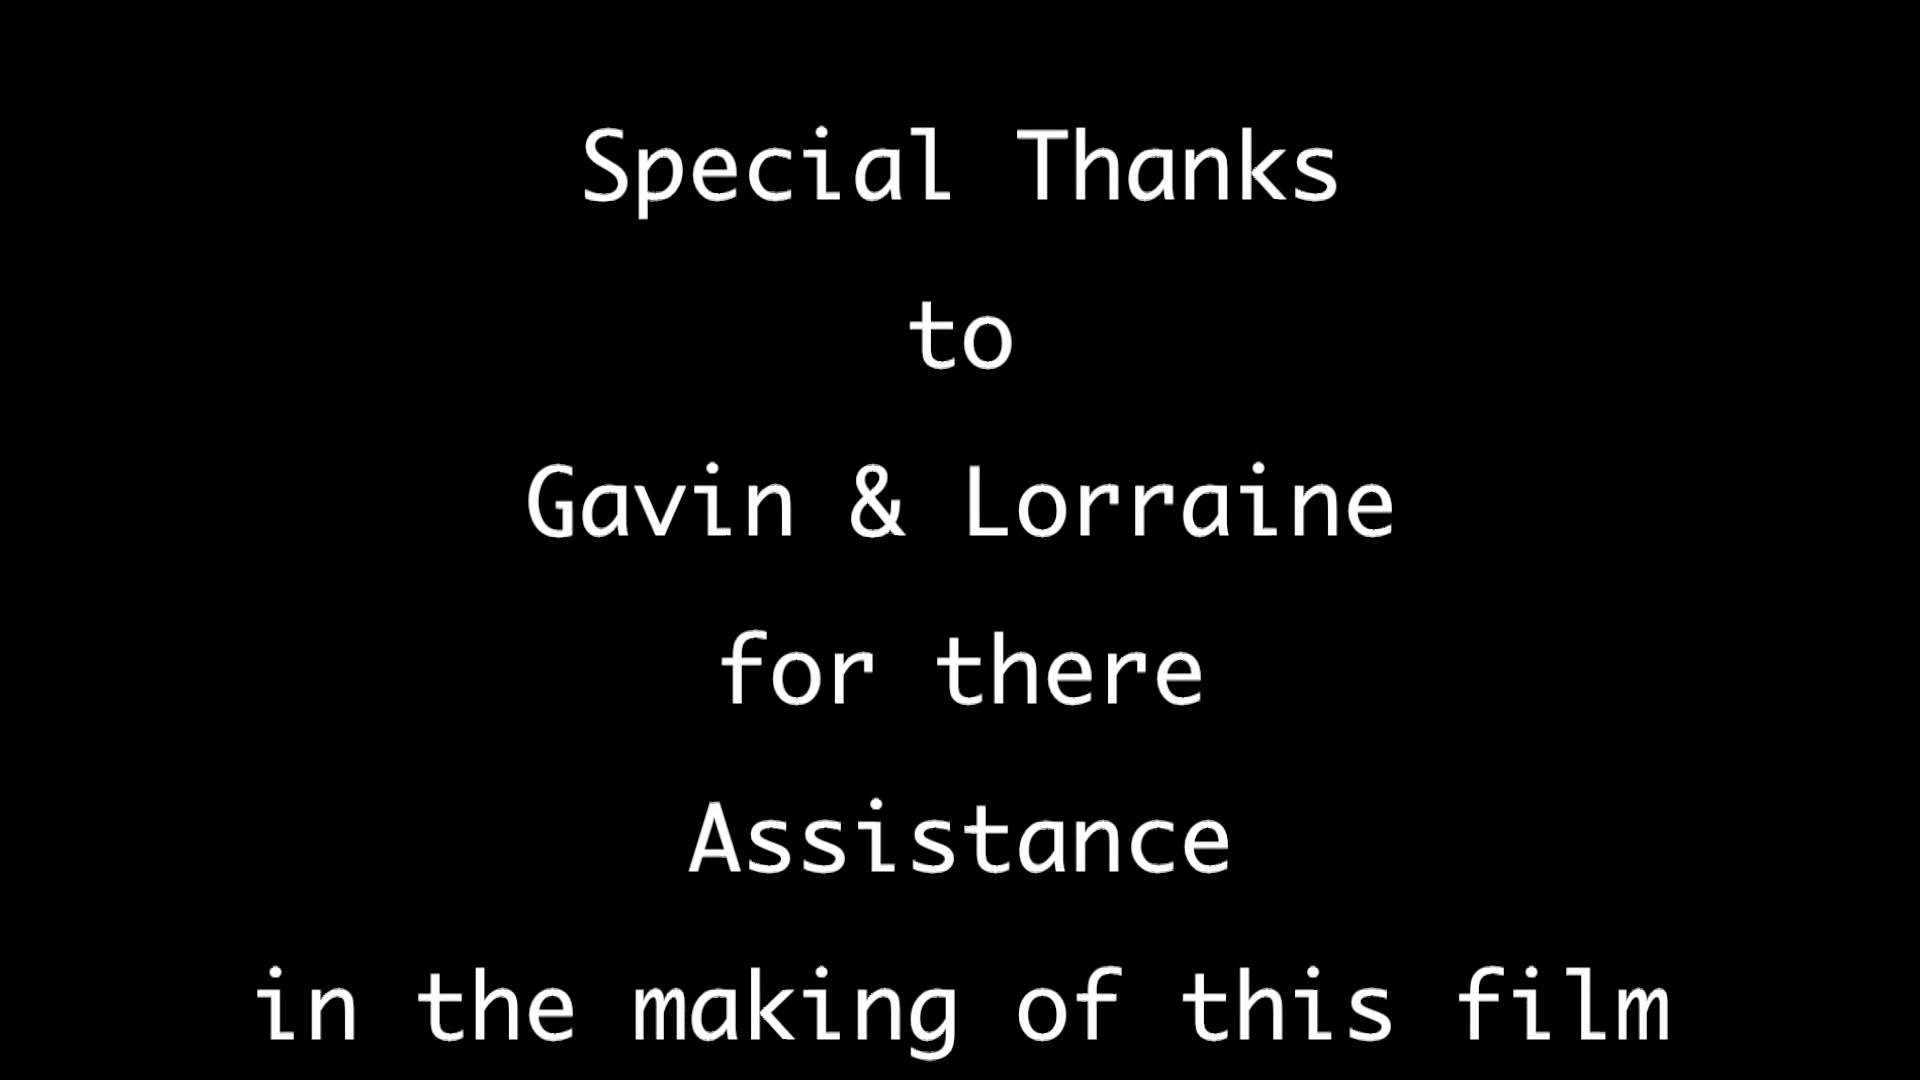 Special Thanks
to
Gavin & Lorraine
for there
Assistance
in the making of this film